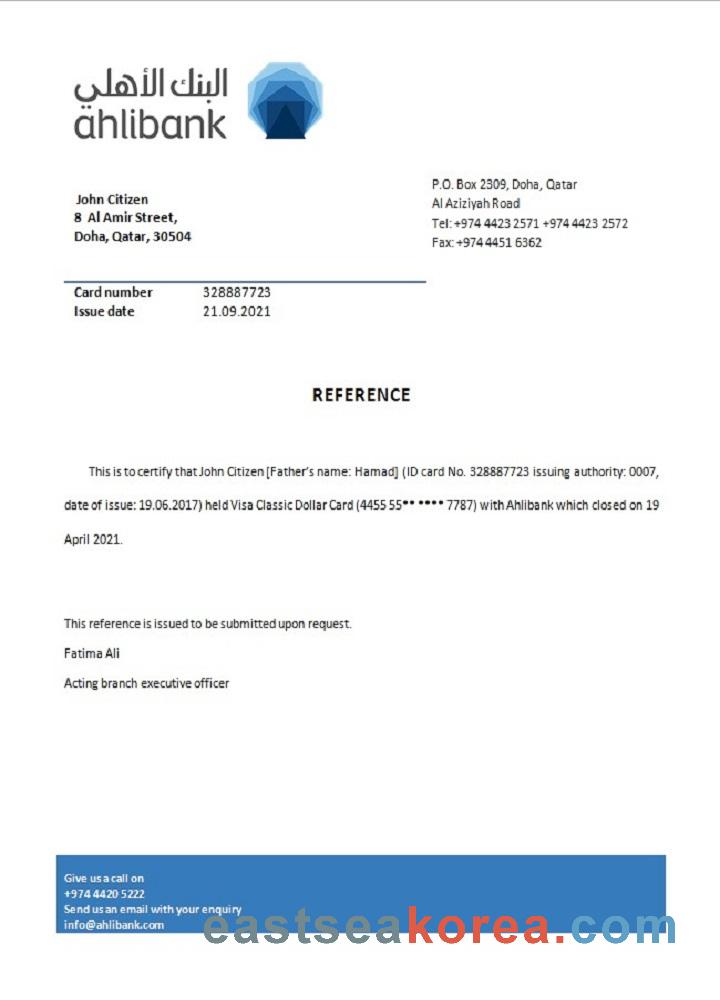 البنك الأهلي
ahlibank
P.O. Box 2309, Doha, Qatar
Al Aziziyah Road
Tel: +974 4423 2571 +974 4423 2572
Fax: +974 4451 6362
John Citizen
8 Al Amir Street,
Doha, Qatar, 30504
Card number 328887723
Issue date 21.09.2021
REFERENCE
This is to certify that John Citizen [Father's name: Hamad] (ID card No. 328887723 issuing authority: 0007,
date of issue: 19.06.2017) held Visa Classic Dollar Card (4455 55** **** 7787) with Ahlibank which closed on 19
April 2021.
This reference is issued to be submitted upon request.
Fatima Ali
Acting branch executive officer
Give us a call on
+974 4420 5222
Send us an email with your enquiry
info@ahlibank.com
eastseakorea.com